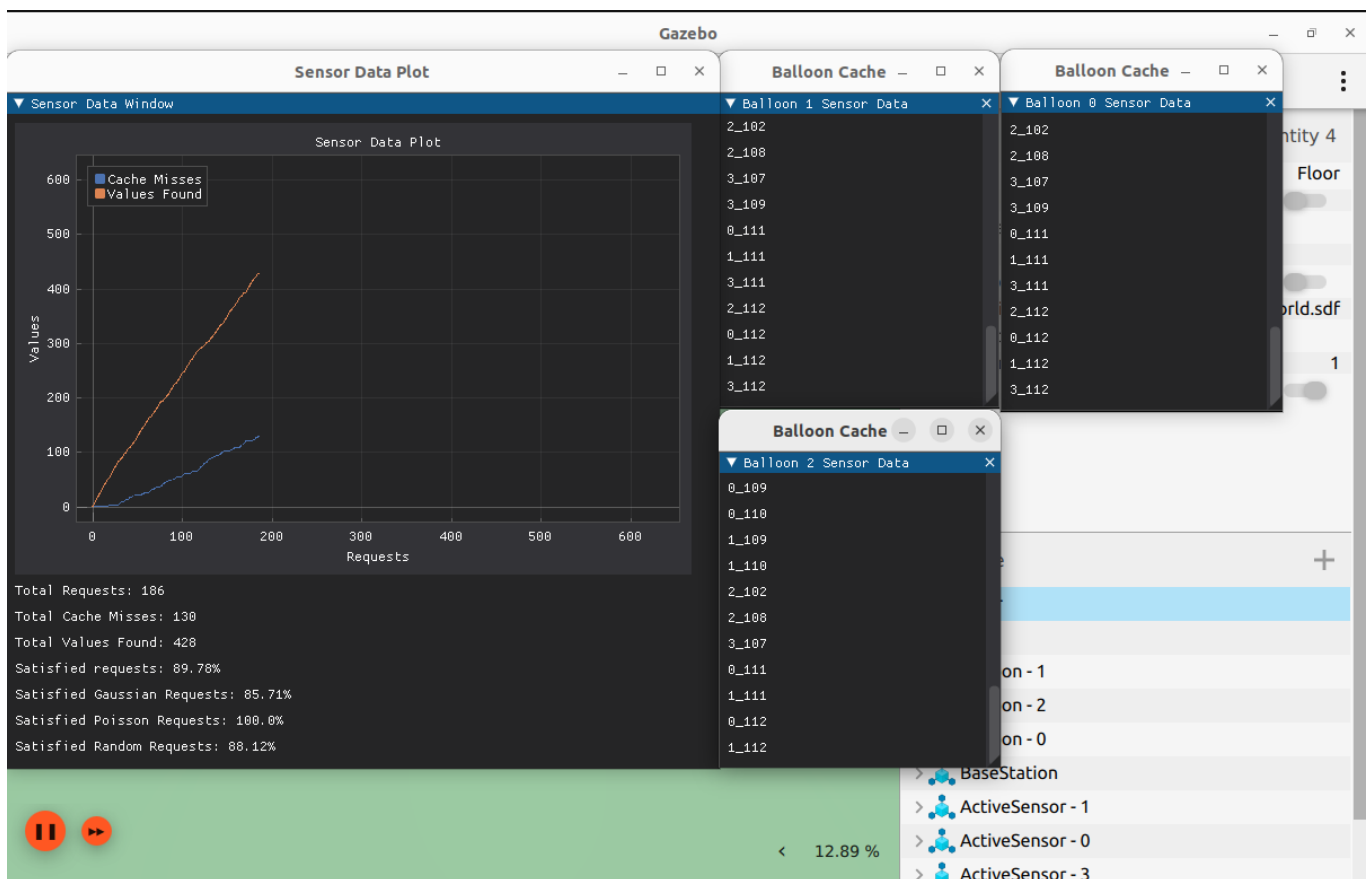 Gazebo
Sensor Data Plot
Sensor Data Window
Sensor Data Plot
Cache Misses
Values Found
600
500
400
300
200
100
0
Values
0 100 200 300 400 500 600
Requests
Total Requests: 186
Total Cache Misses: 130
Total Values Found: 428
Satisfied requests: 89.78%
Satisfied Gaussian Requests: 85.71%
Satisfied Poisson Requests: 100.0%
Satisfied Random Requests: 88.12%
Balloon Cache
Balloon 1 Sensor Data
2_102
2_108
3_107
3_109
0_111
1_111
3_111
2_112
0_112
1_112
3_112
Balloon Cache
Balloon 0 Sensor Data
2_102
2_108
3_107
3_109
0_111
1_111
3_111
2_112
0_112
1_112
3_112
Balloon Cache
Balloon 2 Sensor Data
0_109
0_110
1_109
1_110
2_102
2_108
3_107
0_111
1_111
0_112
1_112
ntity 4
Floor
orld.sdf
1
on - 1
on - 2
on - 0
BaseStation
ActiveSensor - 1
ActiveSensor - 0
ActiveSensor - 3
12.89 %